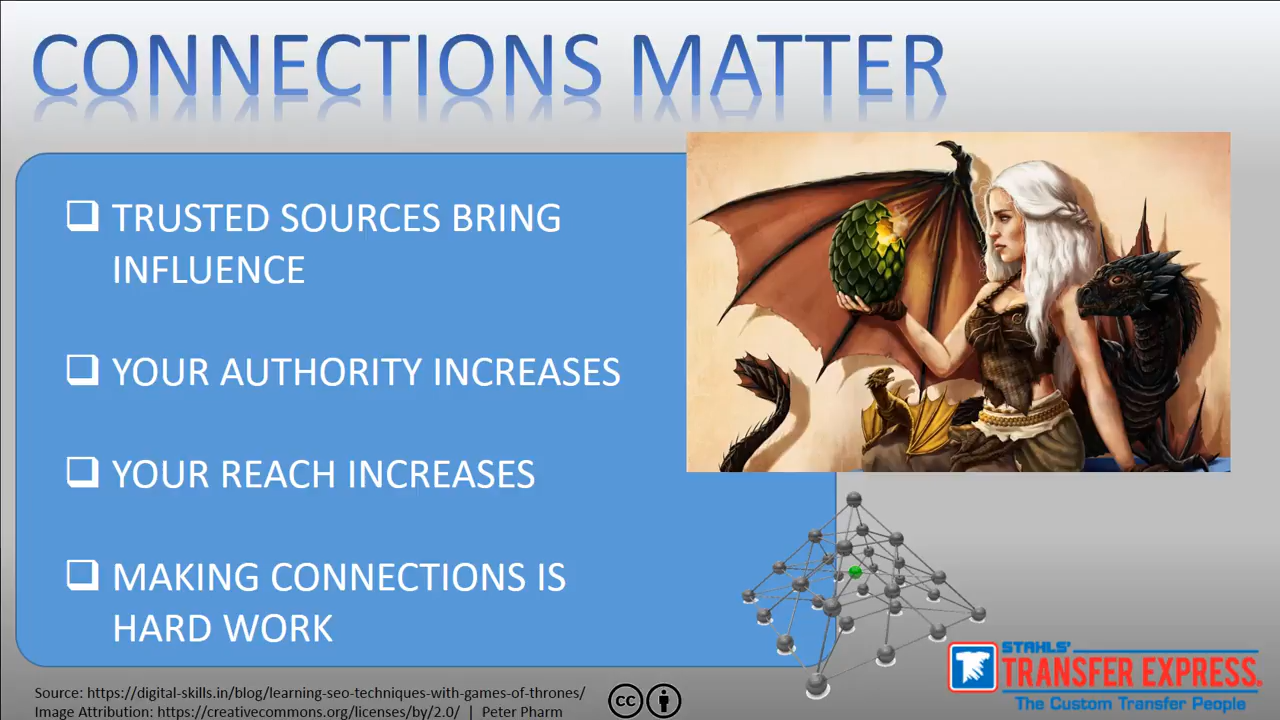 CONNECTIONS MATTER
TRUSTED SOURCES BRING
INFLUENCE
YOUR AUTHORITY INCREASES
YOUR REACH INCREASES
MAKING CONNECTIONS IS
HARD WORK
STAHLS'
TRANSFER EXPRESS.
The Custom Transfer People
Source: https://digital-skills.in/blog/learning-seo-techniques-with-games-of-thrones/
Image Attribution: https://creativecommons.org/licenses/by/2.0/ | Peter Pharm
cc